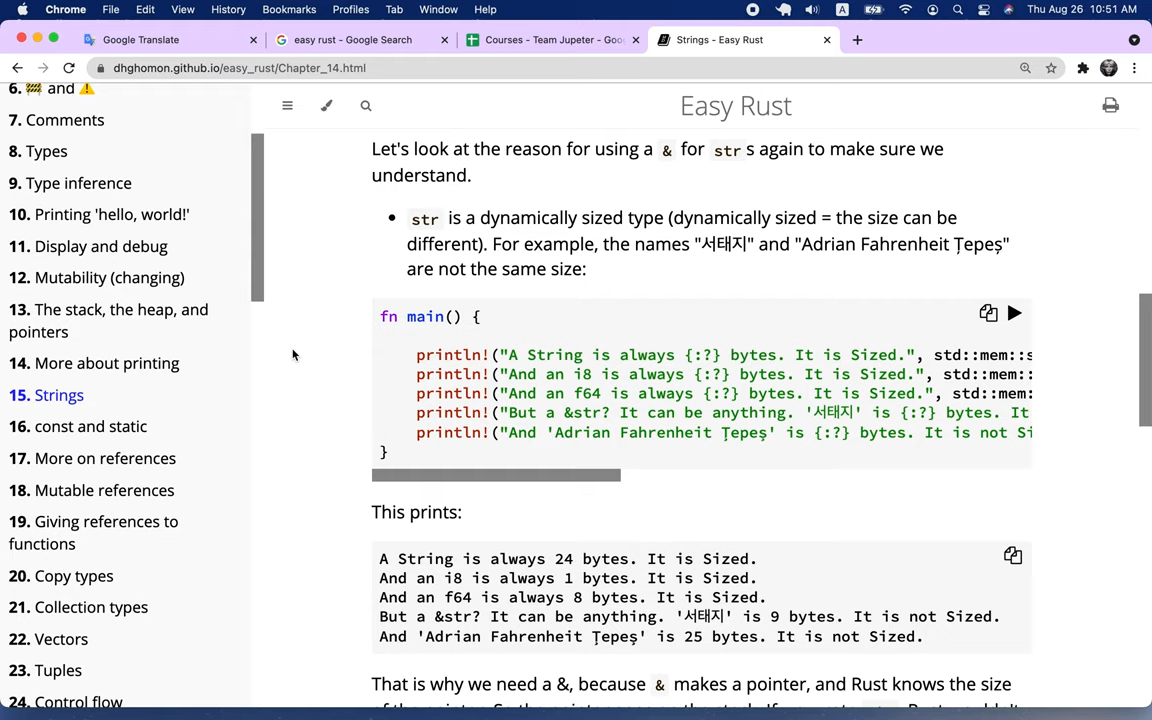 Chrome File Edit View History Bookmarks Profiles Tab Window Help A Thu Aug 26 10:51 AM
Google Translate easy rust - Google Search Courses - Team Jupeter - Goo Strings - Easy Rust
dhghomon.github.io/easy_rust/Chapter_14.html
6. 🚧 and ⚠️
7. Comments
8. Types
9. Type inference
10. Printing 'hello, world!'
11. Display and debug
12. Mutability (changing)
13. The stack, the heap, and
pointers
14. More about printing
15. Strings
16. const and static
17. More on references
18. Mutable references
19. Giving references to
functions
20. Copy types
21. Collection types
22. Vectors
23. Tuples
24. Control flow
Easy Rust
Let's look at the reason for using a & for str s again to make sure we
understand.
• str is a dynamically sized type (dynamically sized = the size can be
different). For example, the names "서태지" and "Adrian Fahrenheit Țepeș"
are not the same size:
fn main() {
println!("A String is always {:?} bytes. It is Sized.", std::mem::s
println!("And an i8 is always {:?} bytes. It is Sized.", std::mem::
println!("And an f64 is always {:?} bytes. It is Sized.", std::mem:
println!("But a &str? It can be anything. '서태지' is {:?} bytes. It
println!("And 'Adrian Fahrenheit Țepeș' is {:?} bytes. It is not Si
}
This prints:
A String is always 24 bytes. It is Sized.
And an i8 is always 1 bytes. It is Sized.
And an f64 is always 8 bytes. It is Sized.
But a &str? It can be anything. '서태지' is 9 bytes. It is not Sized.
And 'Adrian Fahrenheit Țepeș' is 25 bytes. It is not Sized.
That is why we need a &, because & makes a pointer, and Rust knows the size